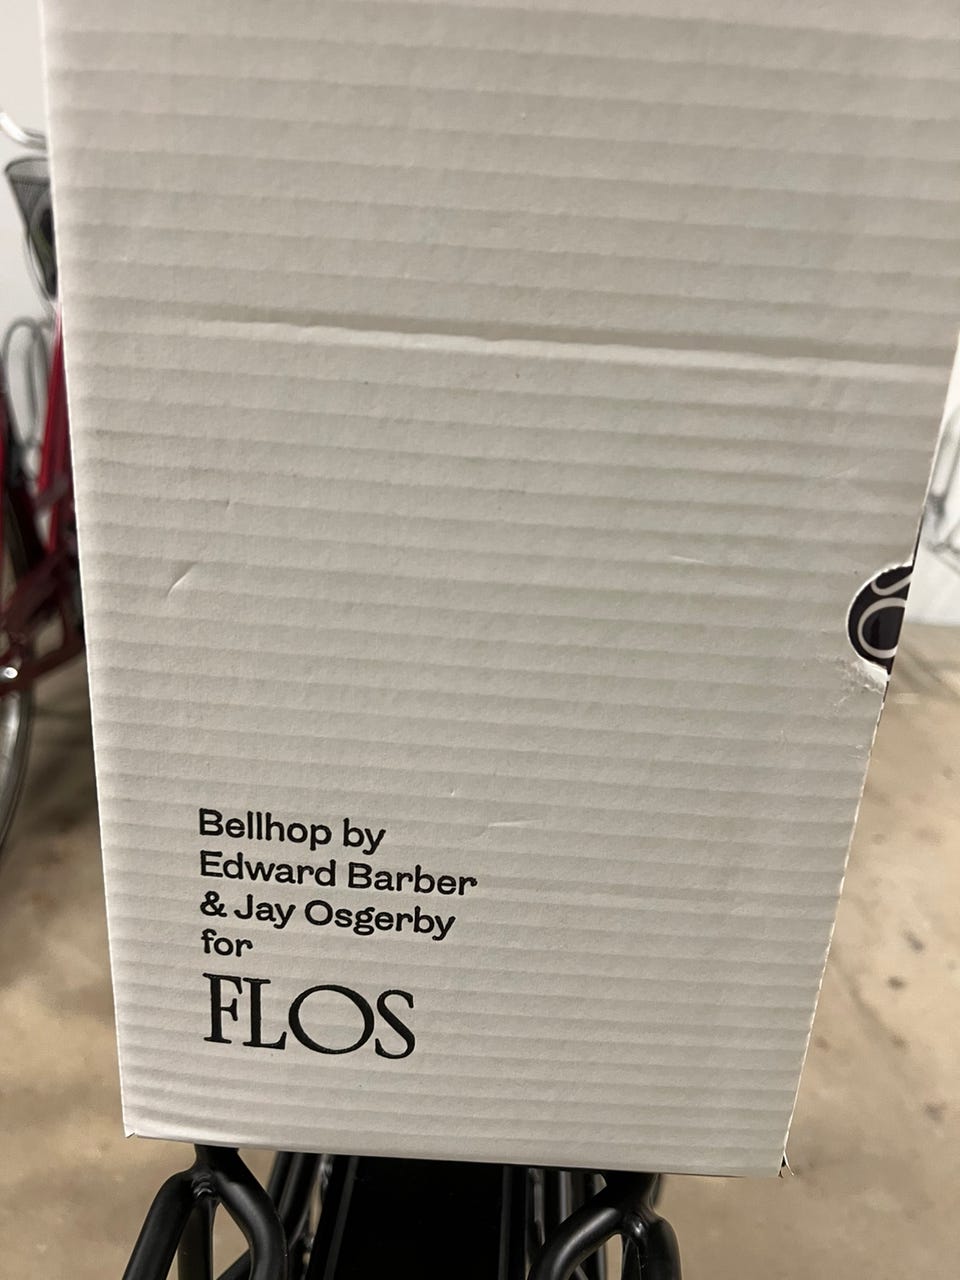 Bellhop by
Edward Barber
& Jay Osgerby
for
FLOS